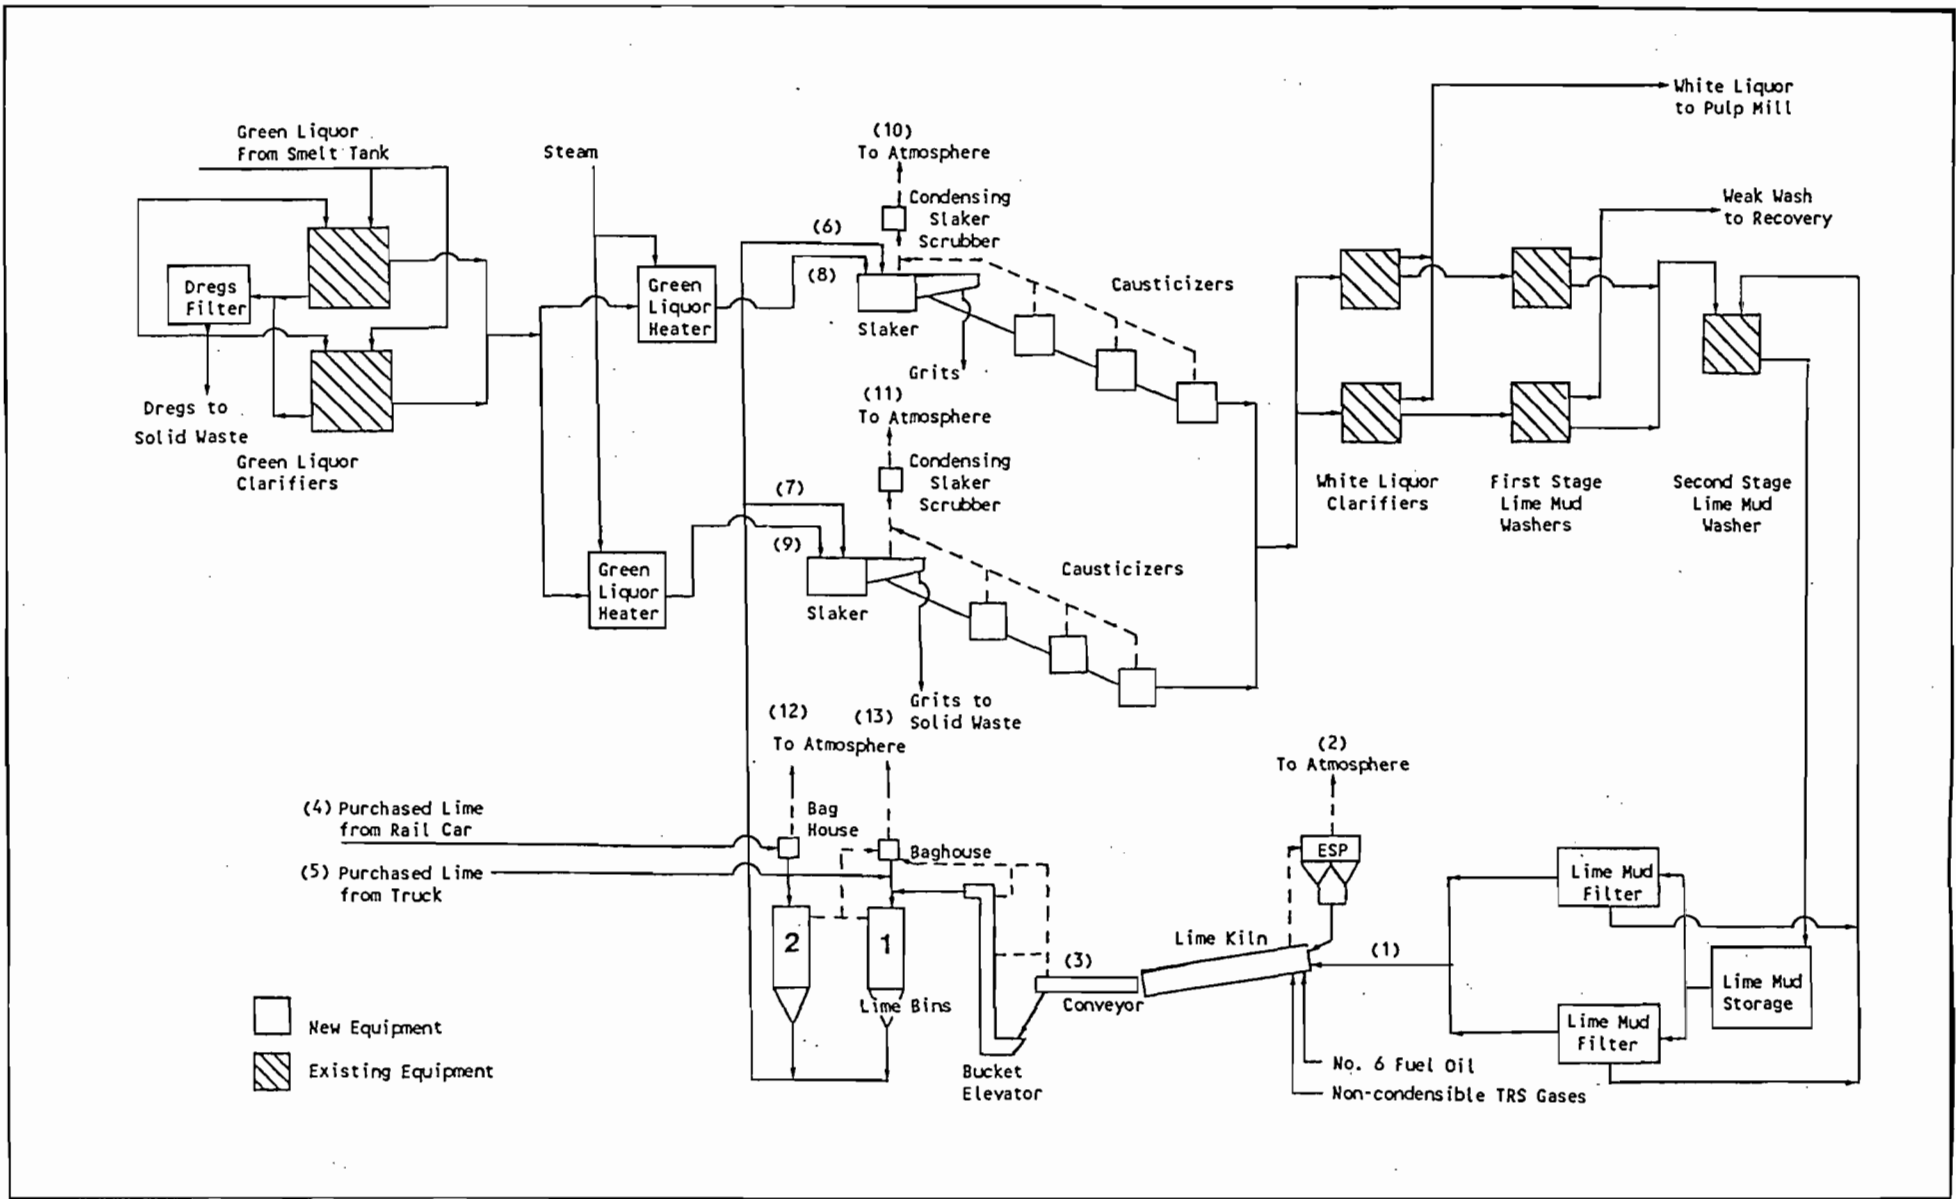 White Liquor
to Pulp Mill
Green Liquor
From Smelt Tank
Steam
(10)
To Atmosphere
Condensing
Slaker
Scrubber
Weak Wash
to Recovery
(6)
(8)
Dregs
Filter
Green
Liquor
Heater
Slaker
Causticizers
Grits
Dregs to
Solid Waste
Green Liquor
Clarifiers
(11)
To Atmosphere
Condensing
Slaker
Scrubber
White Liquor
Clarifiers
First Stage
Lime Mud
Washers
Second Stage
Lime Mud
Washer
(7)
(9)
Green
Liquor
Heater
Slaker
Causticizers
Grits to
Solid Waste
(12)
(13)
To Atmosphere
(2)
To Atmosphere
(4) Purchased Lime
from Rail Car
Bag
House
Baghouse
(5) Purchased Lime
from Truck
ESP
Lime Mud
Filter
2
1
Lime Kiln
(1)
(3)
Conveyor
Lime Bins
Lime Mud
Storage
Lime Mud
Filter
Bucket
Elevator
No. 6 Fuel Oil
Non-condensible TRS Gases
New Equipment
Existing Equipment